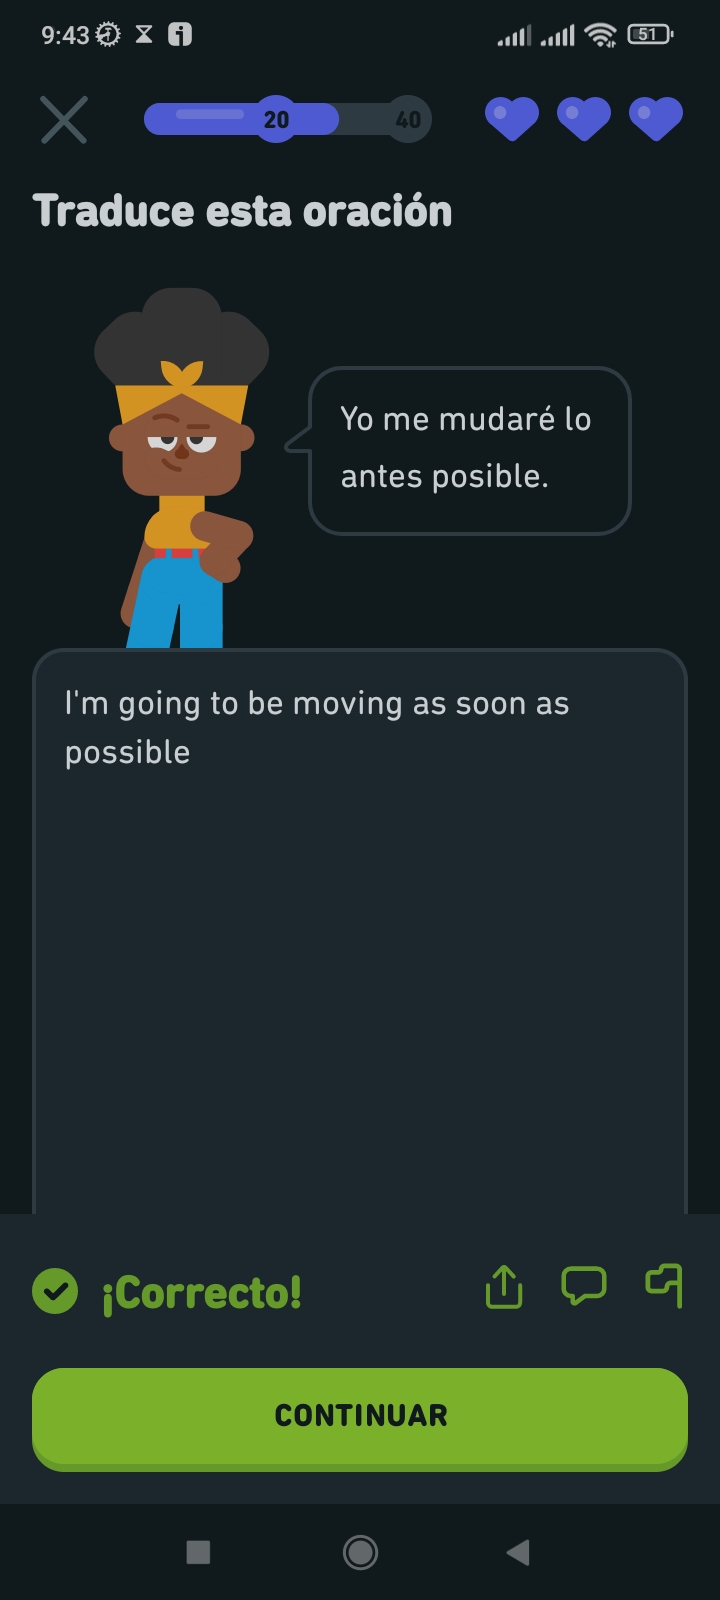 9:43
51
20
40
Traduce esta oración
Yo me mudaré lo
antes posible.
I'm going to be moving as soon as
possible
¡Correcto!
CONTINUAR